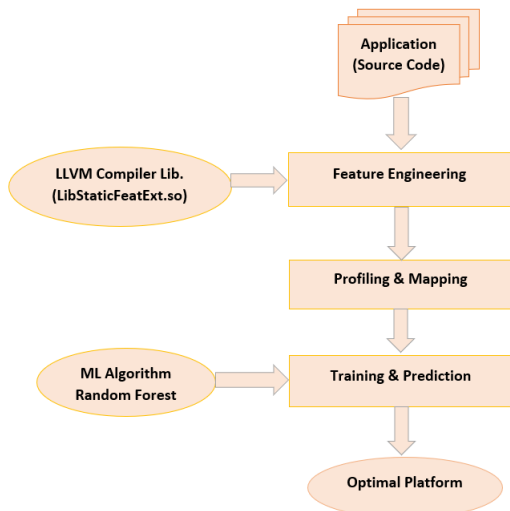 Application
(Source Code)
LLVM Compiler Lib.
(LibStaticFeatExt.so)
Feature Engineering
Profiling & Mapping
ML Algorithm
Random Forest
Training & Prediction
Optimal Platform